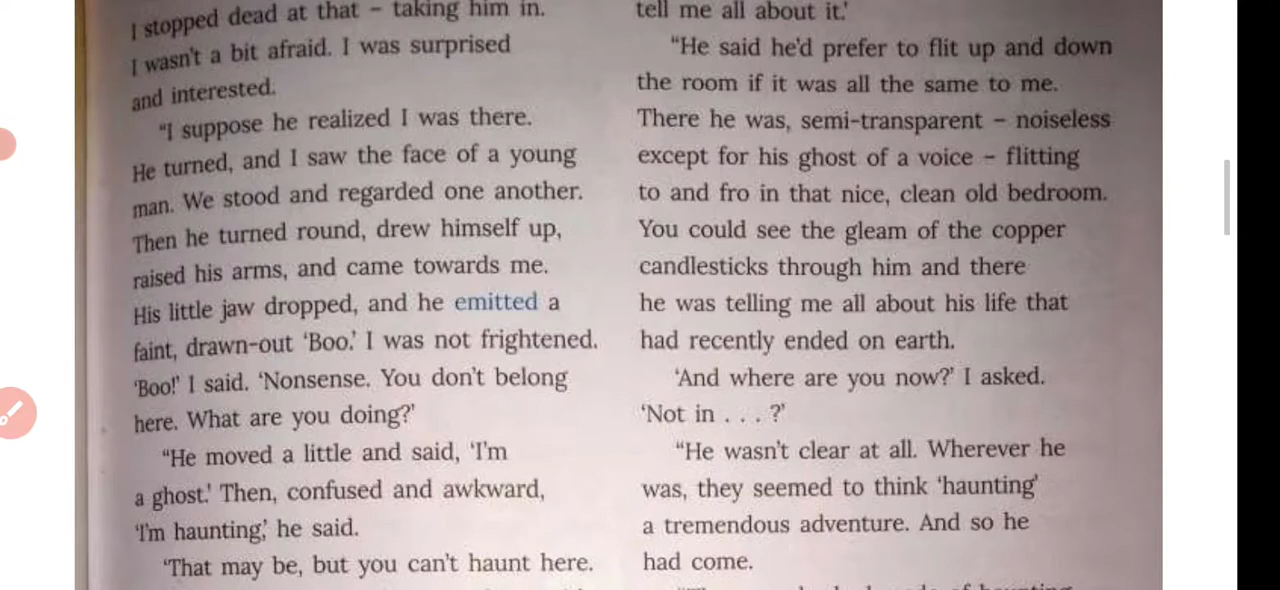 I stopped dead at that – taking him in.
I wasn't a bit afraid. I was surprised
and interested.
"I suppose he realized I was there.
He turned, and I saw the face of a young
man. We stood and regarded one another.
Then he turned round, drew himself up,
raised his arms, and came towards me.
His little jaw dropped, and he emitted a
faint, drawn-out 'Boo.' I was not frightened.
'Boo!' I said. 'Nonsense. You don't belong
here. What are you doing?'
"He moved a little and said, 'I'm
a ghost.' Then, confused and awkward,
'I'm haunting,' he said.
'That may be, but you can't haunt here.
tell me all about it.'
"He said he'd prefer to flit up and down
the room if it was all the same to me.
There he was, semi-transparent – noiseless
except for his ghost of a voice – flitting
to and fro in that nice, clean old bedroom.
You could see the gleam of the copper
candlesticks through him and there
he was telling me all about his life that
had recently ended on earth.
'And where are you now?' I asked.
'Not in . . . ?'
"He wasn't clear at all. Wherever he
was, they seemed to think 'haunting'
a tremendous adventure. And so he
had come.